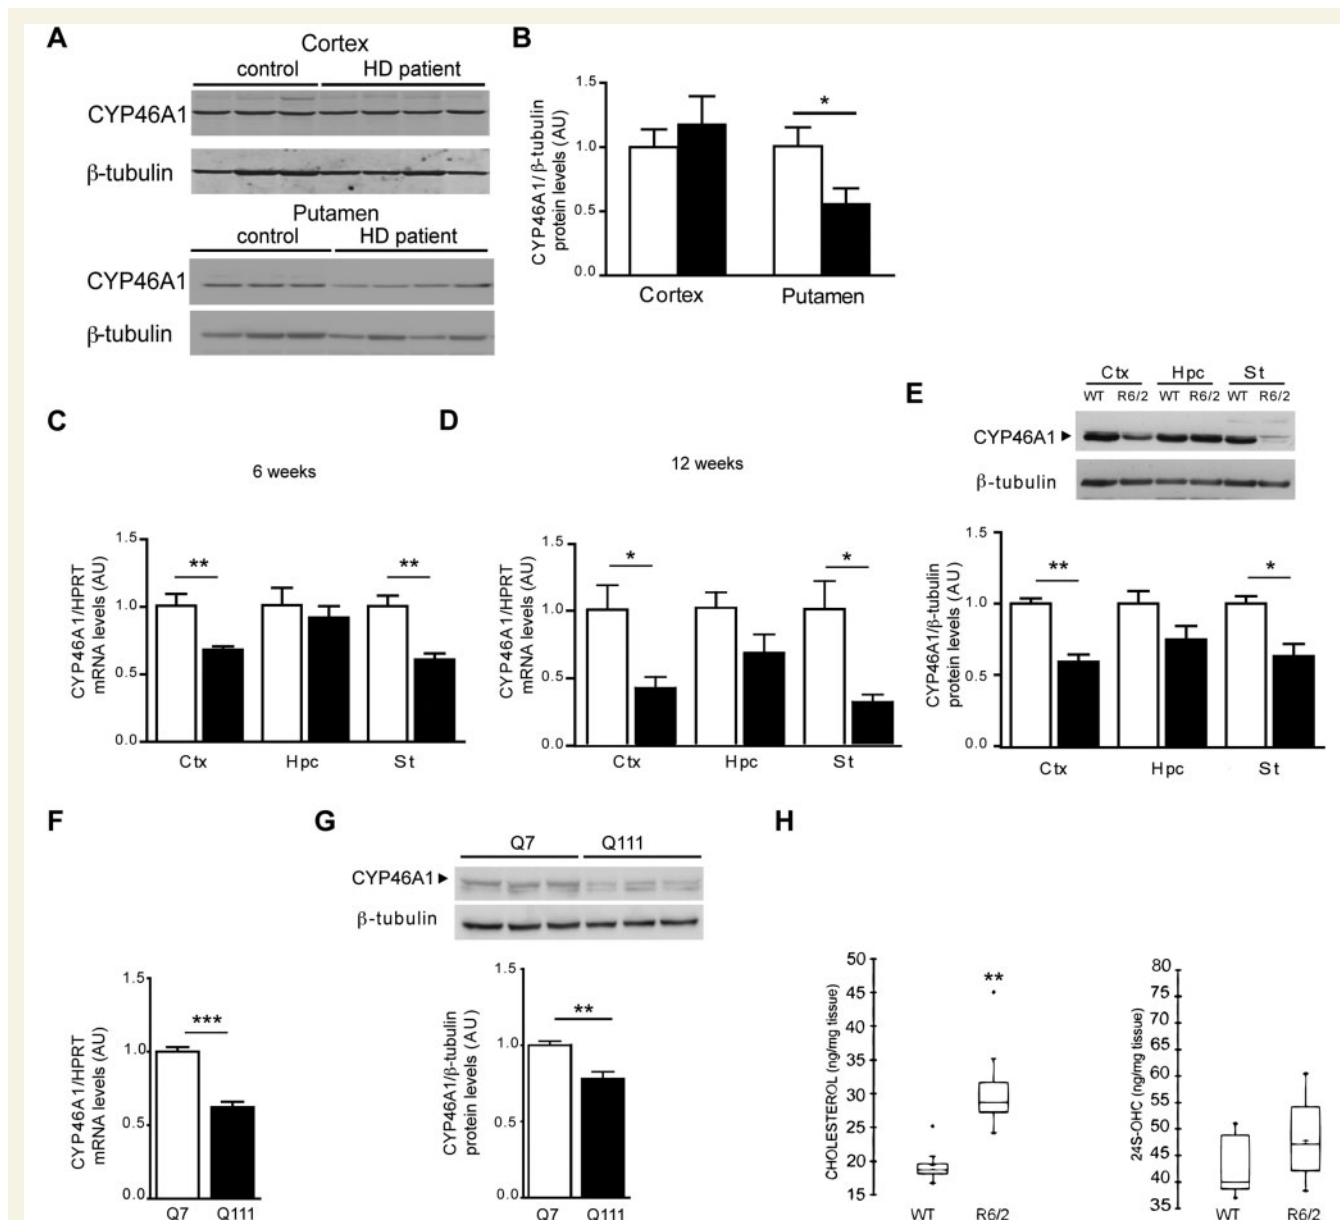 A
Cortex
control HD patient
CYP46A1
β-tubulin
Putamen
control HD patient
CYP46A1
β-tubulin
B
CYP46A1/β-tubulin
protein levels (AU)
1.5
1.0
0.5
0.0
*
Cortex Putamen
C
6 weeks
CYP46A1/HPRT
mRNA levels (AU)
1.5
1.0
0.5
0.0
** **
Ctx Hpc St
D
12 weeks
CYP46A1/HPRT
mRNA levels (AU)
1.5
1.0
0.5
0.0
* *
Ctx Hpc St
E
Ctx Hpc St
WT R6/2 WT R6/2 WT R6/2
CYP46A1
β-tubulin
CYP46A1/β-tubulin
protein levels (AU)
1.5
1.0
0.5
0.0
** *
Ctx Hpc St
F
CYP46A1/HPRT
mRNA levels (AU)
1.5
1.0
0.5
0.0
***
Q7 Q111
G
Q7 Q111
CYP46A1
β-tubulin
CYP46A1/β-tubulin
protein levels (AU)
1.5
1.0
0.5
0.0
**
Q7 Q111
H
CHOLESTEROL (ng/mg tissue)
50
45
40
35
30
25
20
15
**
WT R6/2
24S-OHC (ng/mg tissue)
80
75
70
65
60
55
50
45
40
35
WT R6/2